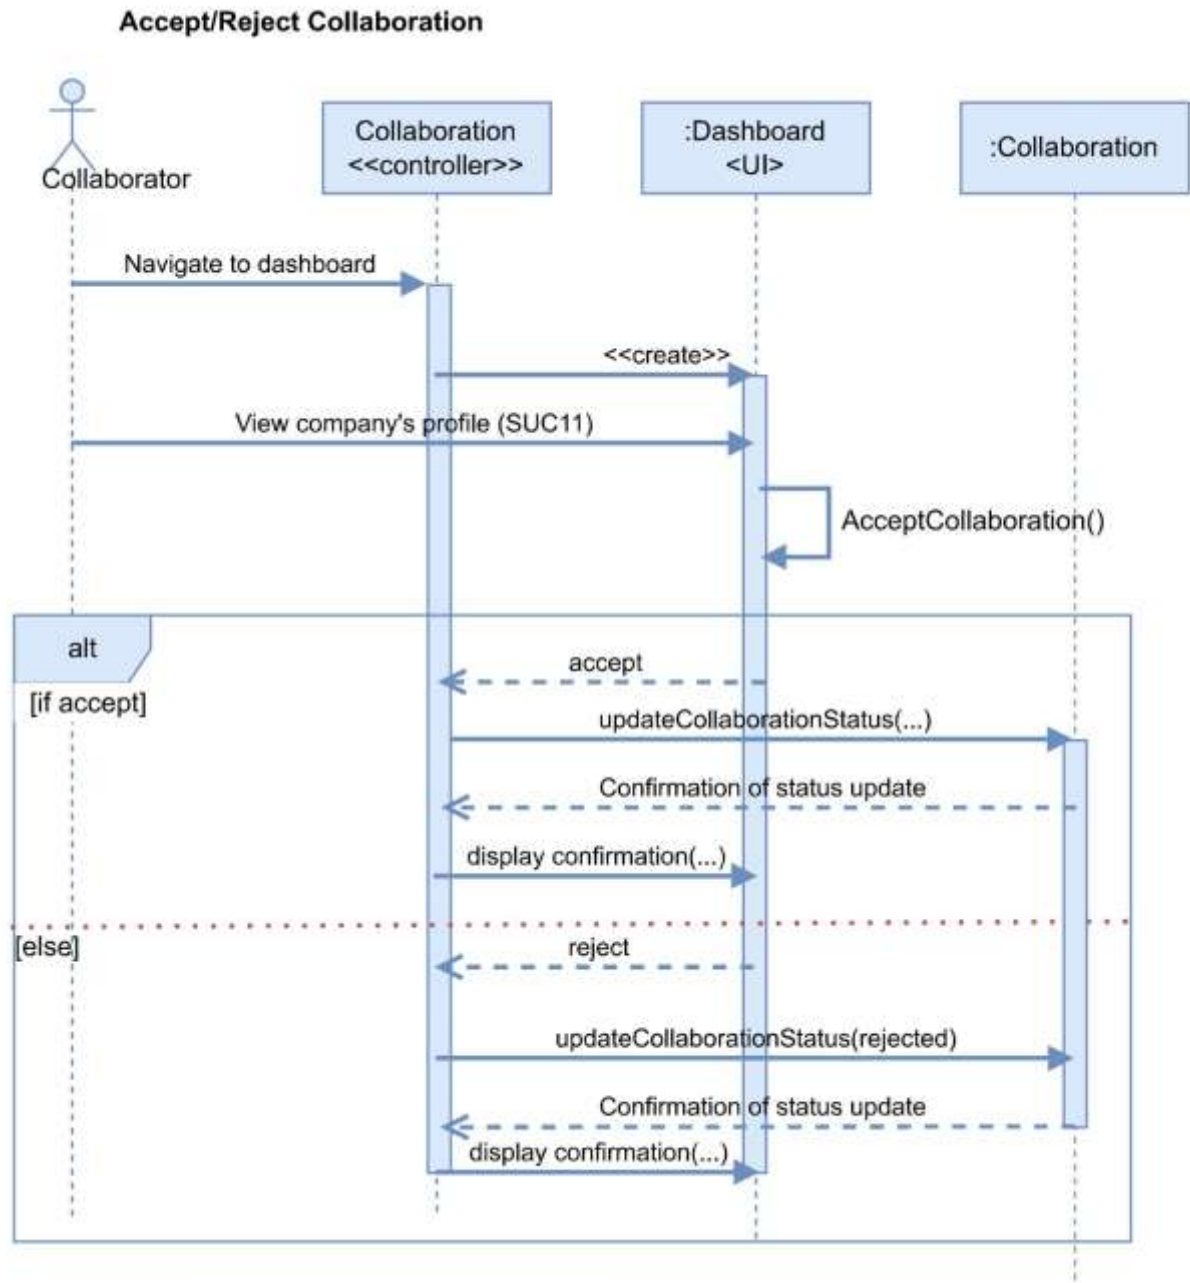 Accept/Reject Collaboration
Collaborator
Collaboration
<<controller>>
:Dashboard
<UI>
:Collaboration
Navigate to dashboard
<<create>>
View company's profile (SUC11)
AcceptCollaboration()
alt
[if accept]
accept
updateCollaborationStatus(...)
Confirmation of status update
display confirmation(...)
[else]
reject
updateCollaborationStatus(rejected)
Confirmation of status update
display confirmation(...)